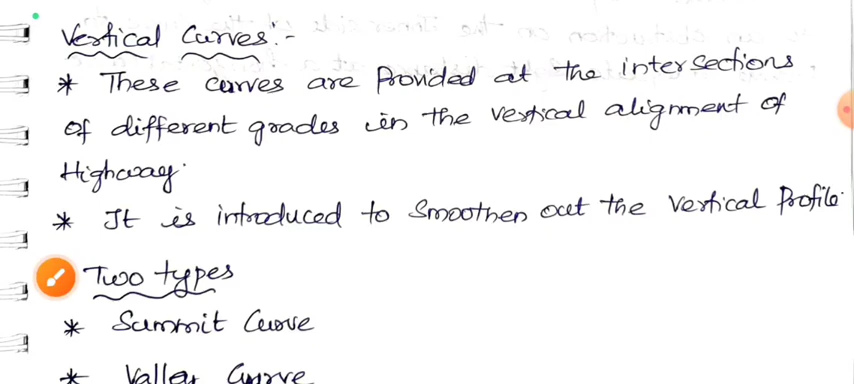 Vertical Curves:-
* These curves are provided at the intersections
of different grades in the vertical alignment of
Highway.
* It is introduced to smoothen out the vertical profile.
Two types
* Summit Curve
* Valley Curve